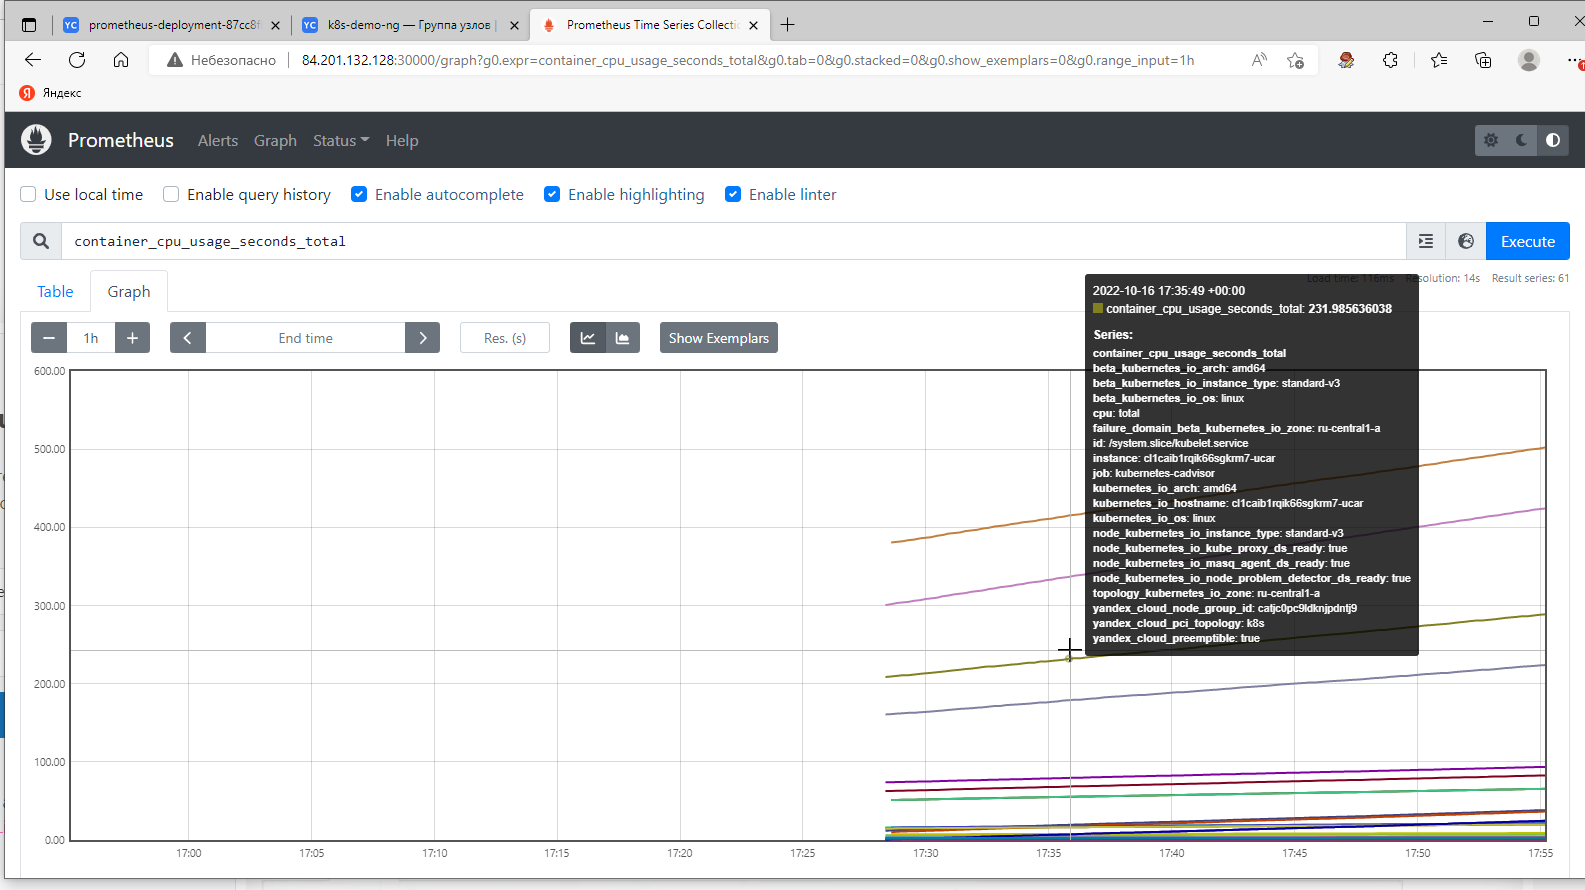 prometheus-deployment-87cc8f
k8s-demo-ng — Группа узлов |
Prometheus Time Series Collectio
Небезопасно
84.201.132.128:30000/graph?g0.expr=container_cpu_usage_seconds_total&g0.tab=0&g0.stacked=0&g0.show_exemplars=0&g0.range_input=1h
Яндекс
Prometheus
Alerts
Graph
Status
Help
Use local time
Enable query history
Enable autocomplete
Enable highlighting
Enable linter
container_cpu_usage_seconds_total
Execute
Table
Graph
Load time: 116ms
Resolution: 14s
Result series: 61
1h
End time
Res. (s)
Show Exemplars
2022-10-16 17:35:49 +00:00
container_cpu_usage_seconds_total: 231.985636038
Series:
container_cpu_usage_seconds_total
beta_kubernetes_io_arch: amd64
beta_kubernetes_io_instance_type: standard-v3
beta_kubernetes_io_os: linux
cpu: total
failure_domain_beta_kubernetes_io_zone: ru-central1-a
id: /system.slice/kubelet.service
instance: cl1caib1rqik66sgkrm7-ucar
job: kubernetes-cadvisor
kubernetes_io_arch: amd64
kubernetes_io_hostname: cl1caib1rqik66sgkrm7-ucar
kubernetes_io_os: linux
node_kubernetes_io_instance_type: standard-v3
node_kubernetes_io_kube_proxy_ds_ready: true
node_kubernetes_io_masq_agent_ds_ready: true
node_kubernetes_io_node_problem_detector_ds_ready: true
topology_kubernetes_io_zone: ru-central1-a
yandex_cloud_node_group_id: catjc0pc9ldknjpdntj9
yandex_cloud_pci_topology: k8s
yandex_cloud_preemptible: true
600.00
500.00
400.00
300.00
200.00
100.00
0.00
17:00
17:05
17:10
17:15
17:20
17:25
17:30
17:35
17:40
17:45
17:50
17:55